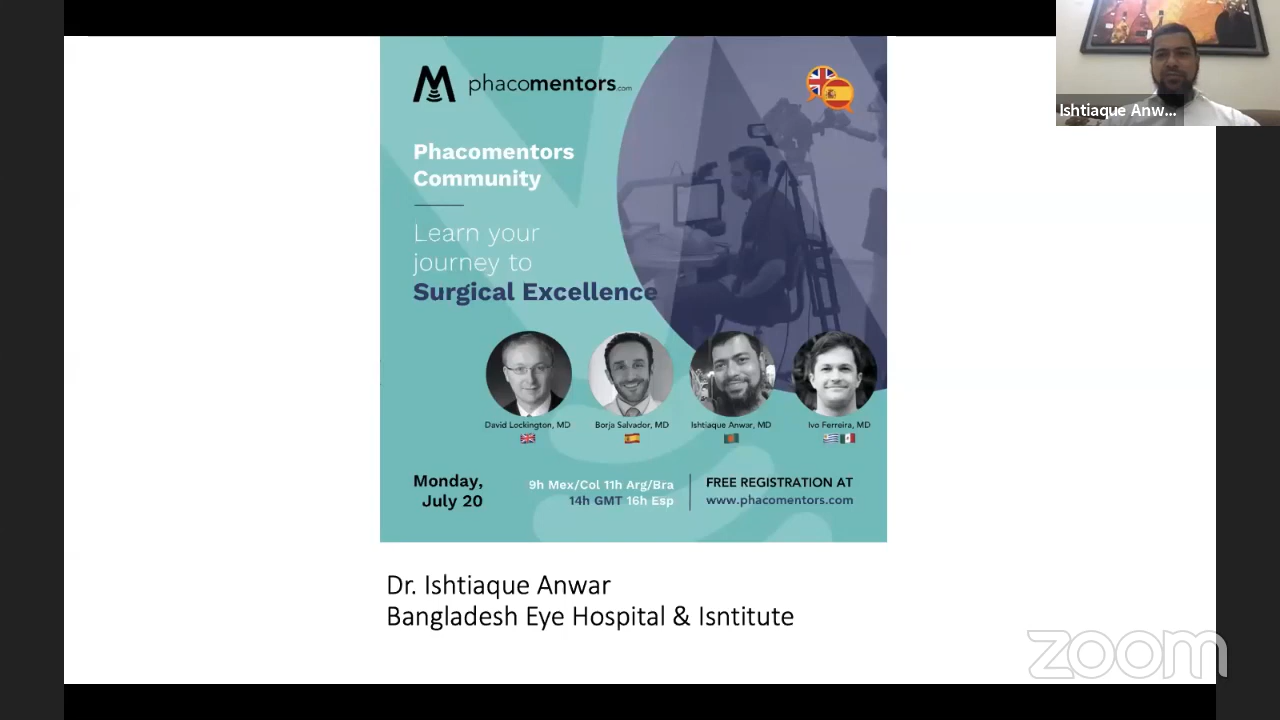 phacomentors.com
Phacomentors
Community
Learn your
journey to
Surgical Excellence
David Lockington, MD
Borja Salvador, MD
Ishtiaque Anwar, MD
Ivo Ferreira, MD
Monday,
July 20
9h Mex/Col 11h Arg/Bra
14h GMT 16h Esp
FREE REGISTRATION AT
www.phacomentors.com
Dr. Ishtiaque Anwar
Bangladesh Eye Hospital & Isntitute
Ishtiaque Anw...
zoom